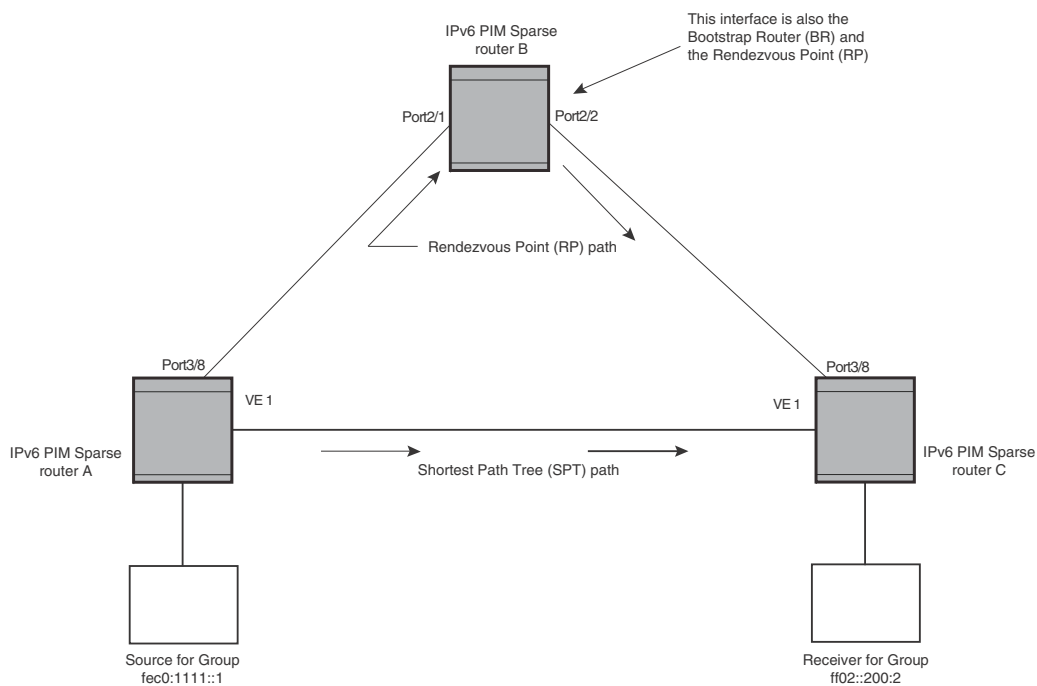 IPv6 PIM Sparse
router B
This interface is also the
Bootstrap Router (BR) and
the Rendezvous Point (RP)
Port2/1
Port2/2
Rendezvous Point (RP) path
Port3/8
VE 1
IPv6 PIM Sparse
router A
Port3/8
VE 1
IPv6 PIM Sparse
router C
Shortest Path Tree (SPT) path
Source for Group
fec0:1111::1
Receiver for Group
ff02::200:2